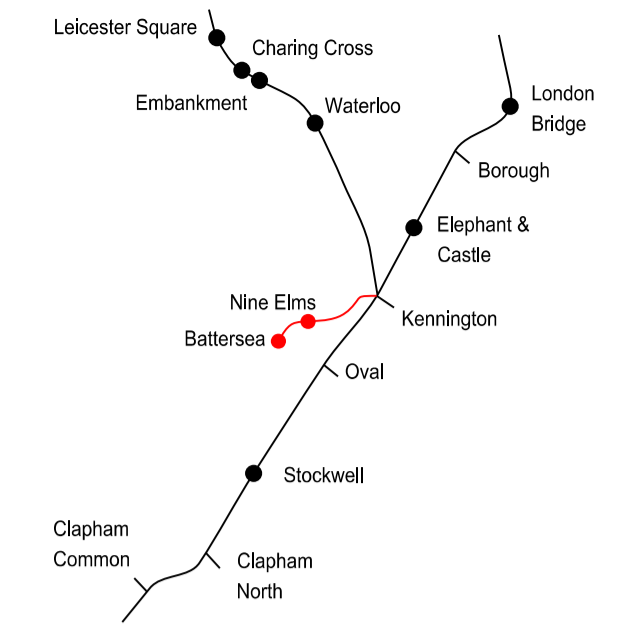 Leicester Square
Charing Cross
Embankment
Waterloo
London
Bridge
Borough
Elephant &
Castle
Nine Elms
Kennington
Battersea
Oval
Stockwell
Clapham
Common
Clapham
North